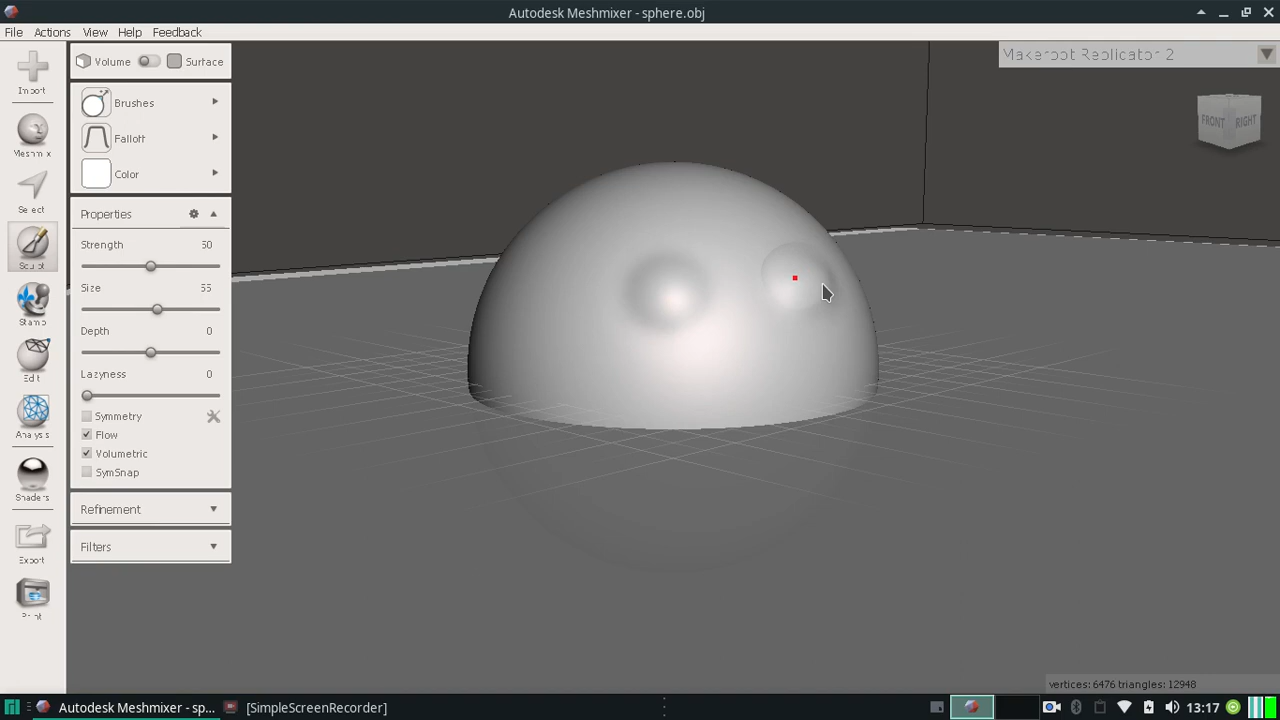 Autodesk Meshmixer - sphere.obj
File Actions View Help Feedback
Import
Meshmix
Select
Sculpt
Stamp
Edit
Analysis
Shaders
Export
Print
Volume Surface
Brushes
Falloff
Color
Properties
Strength 50
Size 55
Depth 0
Lazyness 0
Symmetry
Flow
Volumetric
SymSnap
Refinement
Filters
Makerbot Replicator 2
FRONT RIGHT
vertices: 6476 triangles: 12948
Autodesk Meshmixer - sp... [SimpleScreenRecorder] 13:17